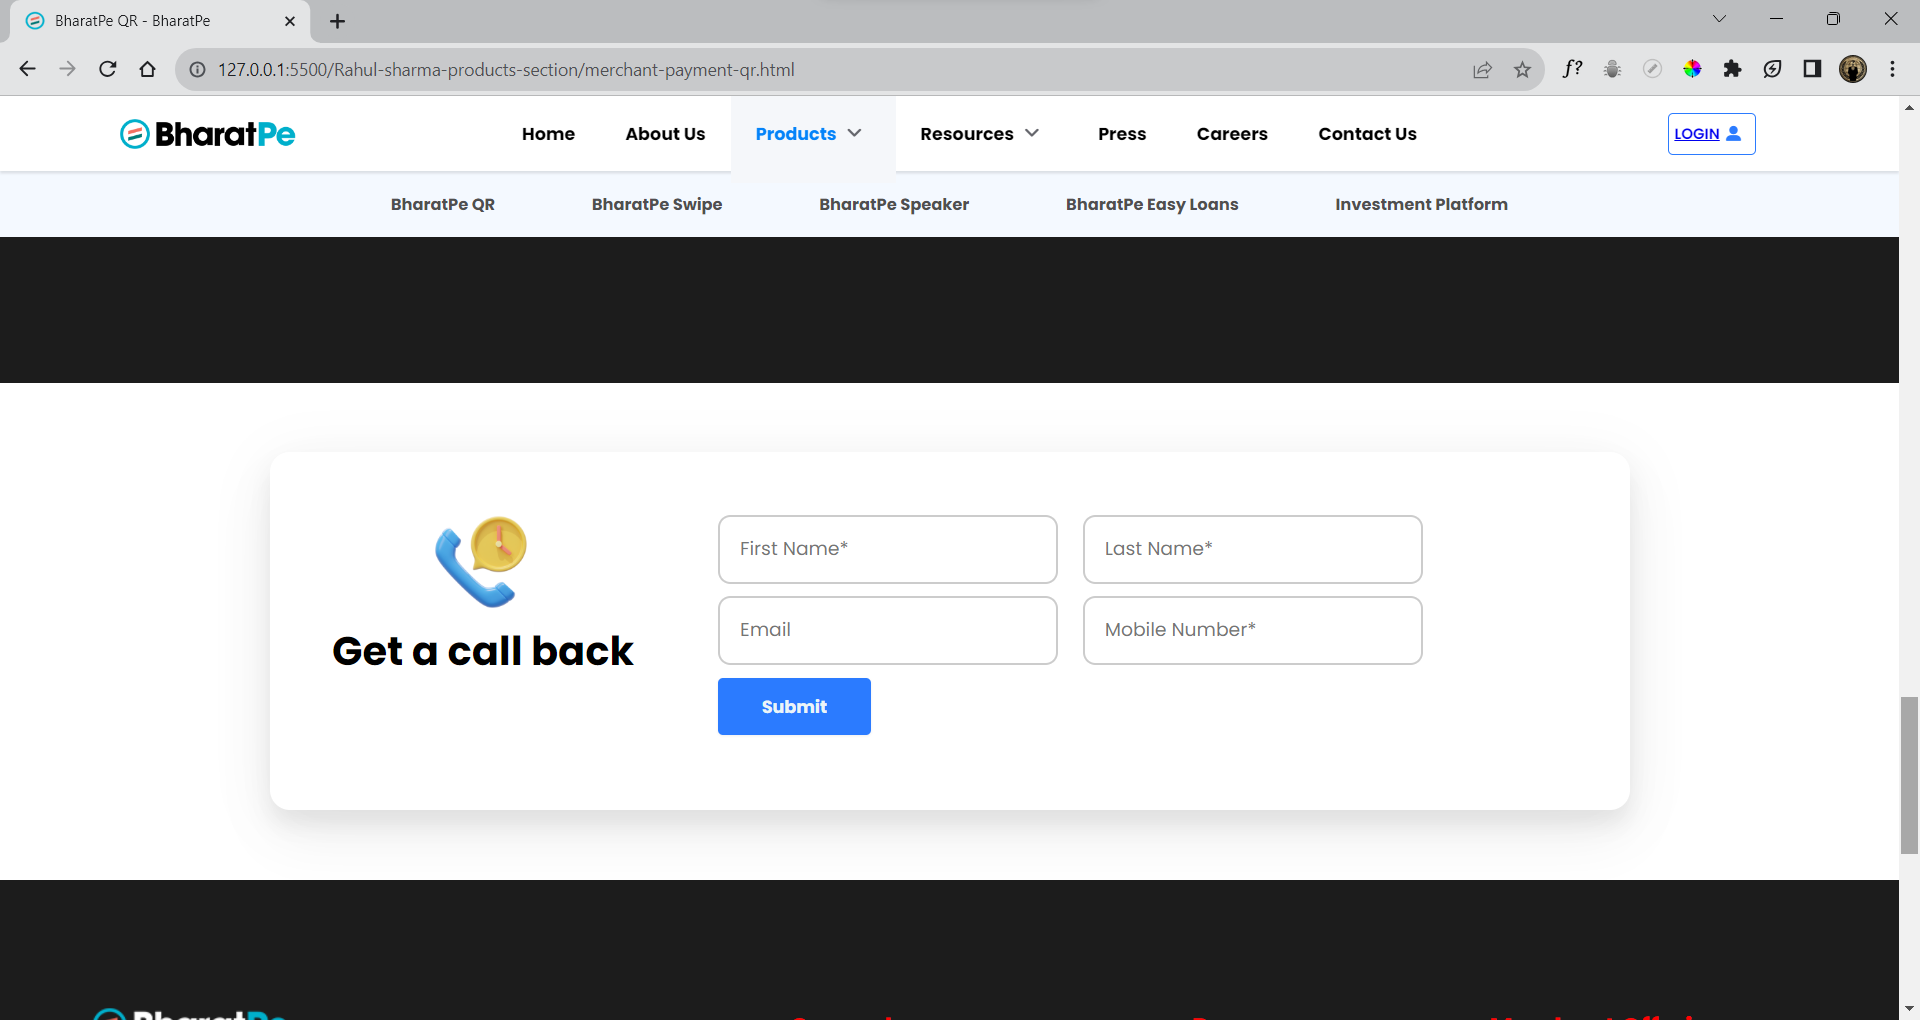 BharatPe QR - BharatPe
127.0.0.1:5500/Rahul-sharma-products-section/merchant-payment-qr.html
f?
BharatPe Home About Us Products Resources Press Careers Contact Us LOGIN
BharatPe QR BharatPe Swipe BharatPe Speaker BharatPe Easy Loans Investment Platform
First Name* Last Name*
Email Mobile Number*
Get a call back
Submit
BharatPe